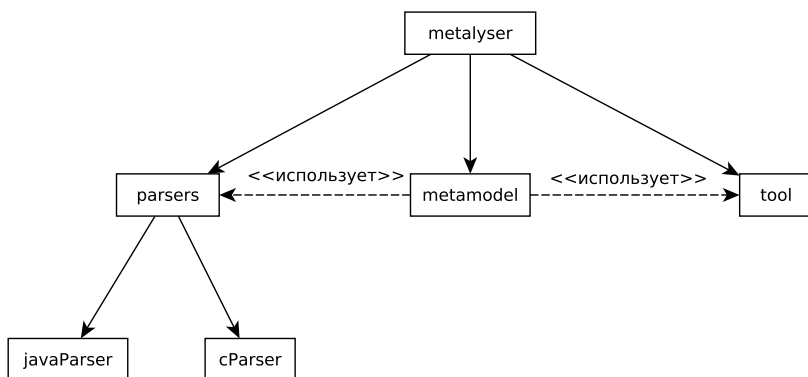 metalyser
<<использует>>
<<использует>>
parsers
metamodel
tool
javaParser
cParser